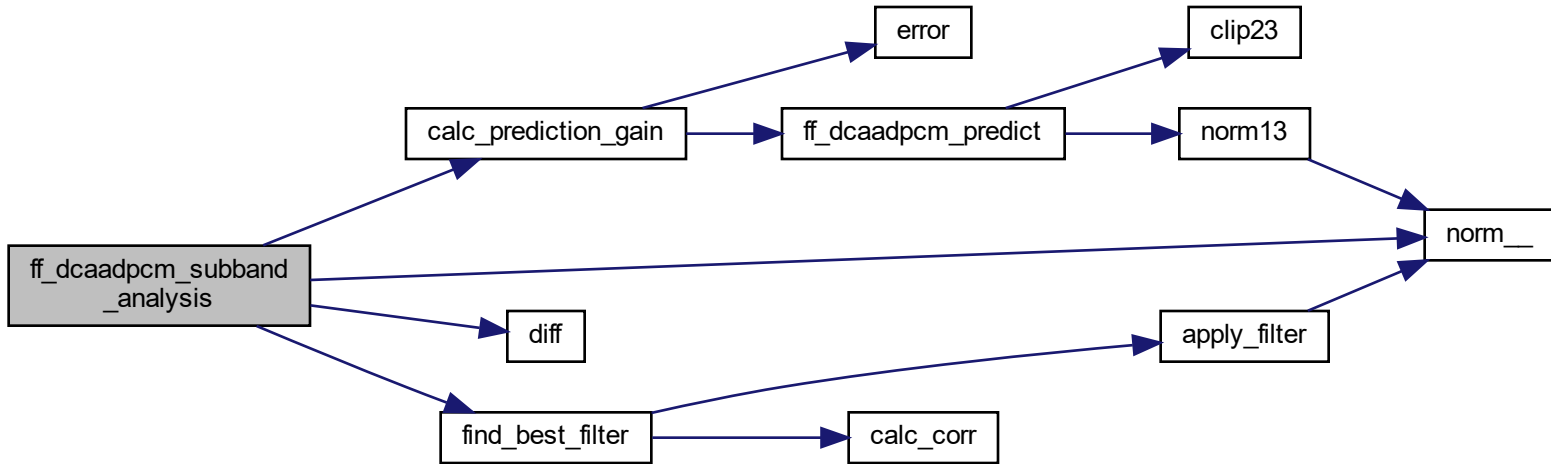 error
clip23
calc_prediction_gain
ff_dcaadpcm_predict
norm13
norm__
ff_dcaadpcm_subband
_analysis
diff
apply_filter
find_best_filter
calc_corr